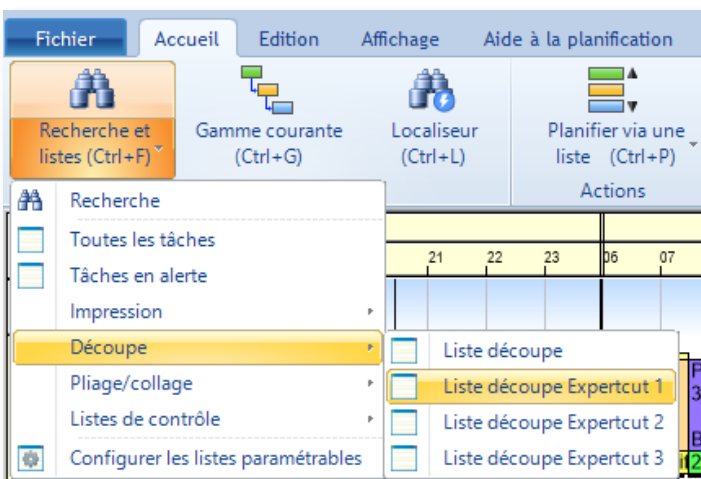 Fichier Accueil Edition Affichage Aide à la planification
Recherche et
listes (Ctrl+F)
Gamme courante
(Ctrl+G)
Localiseur
(Ctrl+L)
Planifier via une
liste (Ctrl+P)
Actions
Recherche
Toutes les tâches
Tâches en alerte
Impression
Découpe
Pliage/collage
Listes de contrôle
Configurer les listes paramétrables
21 22 23 06 07
Liste découpe
Liste découpe Expertcut 1
Liste découpe Expertcut 2
Liste découpe Expertcut 3